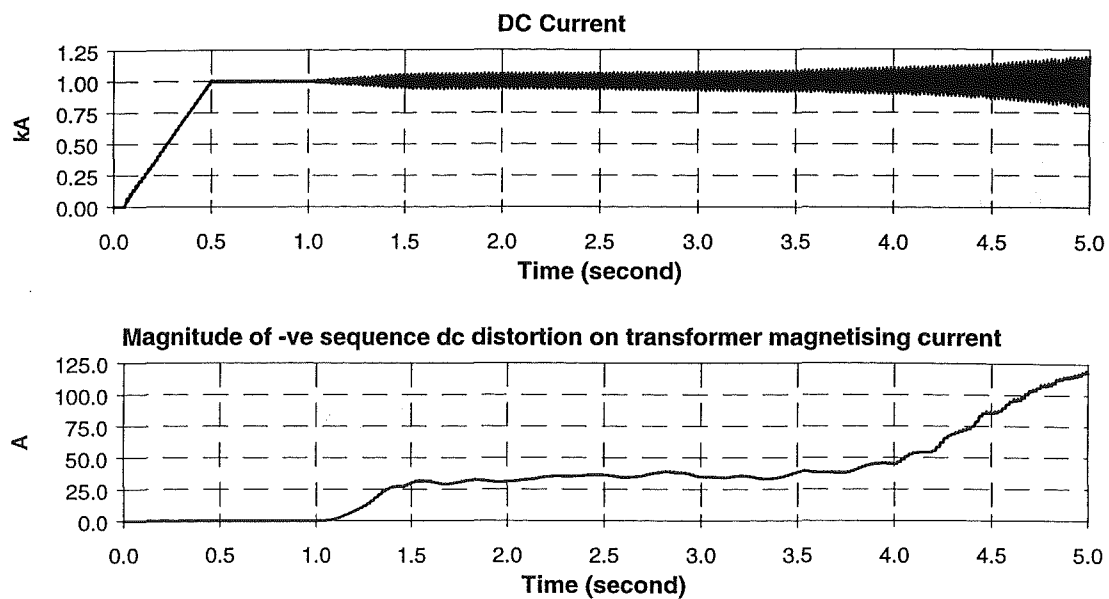 DC Current
1.25
1.00
0.75
0.50
0.25
0.00
kA
0.0 0.5 1.0 1.5 2.0 2.5 3.0 3.5 4.0 4.5 5.0
Time (second)
Magnitude of -ve sequence dc distortion on transformer magnetising current
125.0
100.0
75.0
50.0
25.0
0.0
A
0.0 0.5 1.0 1.5 2.0 2.5 3.0 3.5 4.0 4.5 5.0
Time (second)